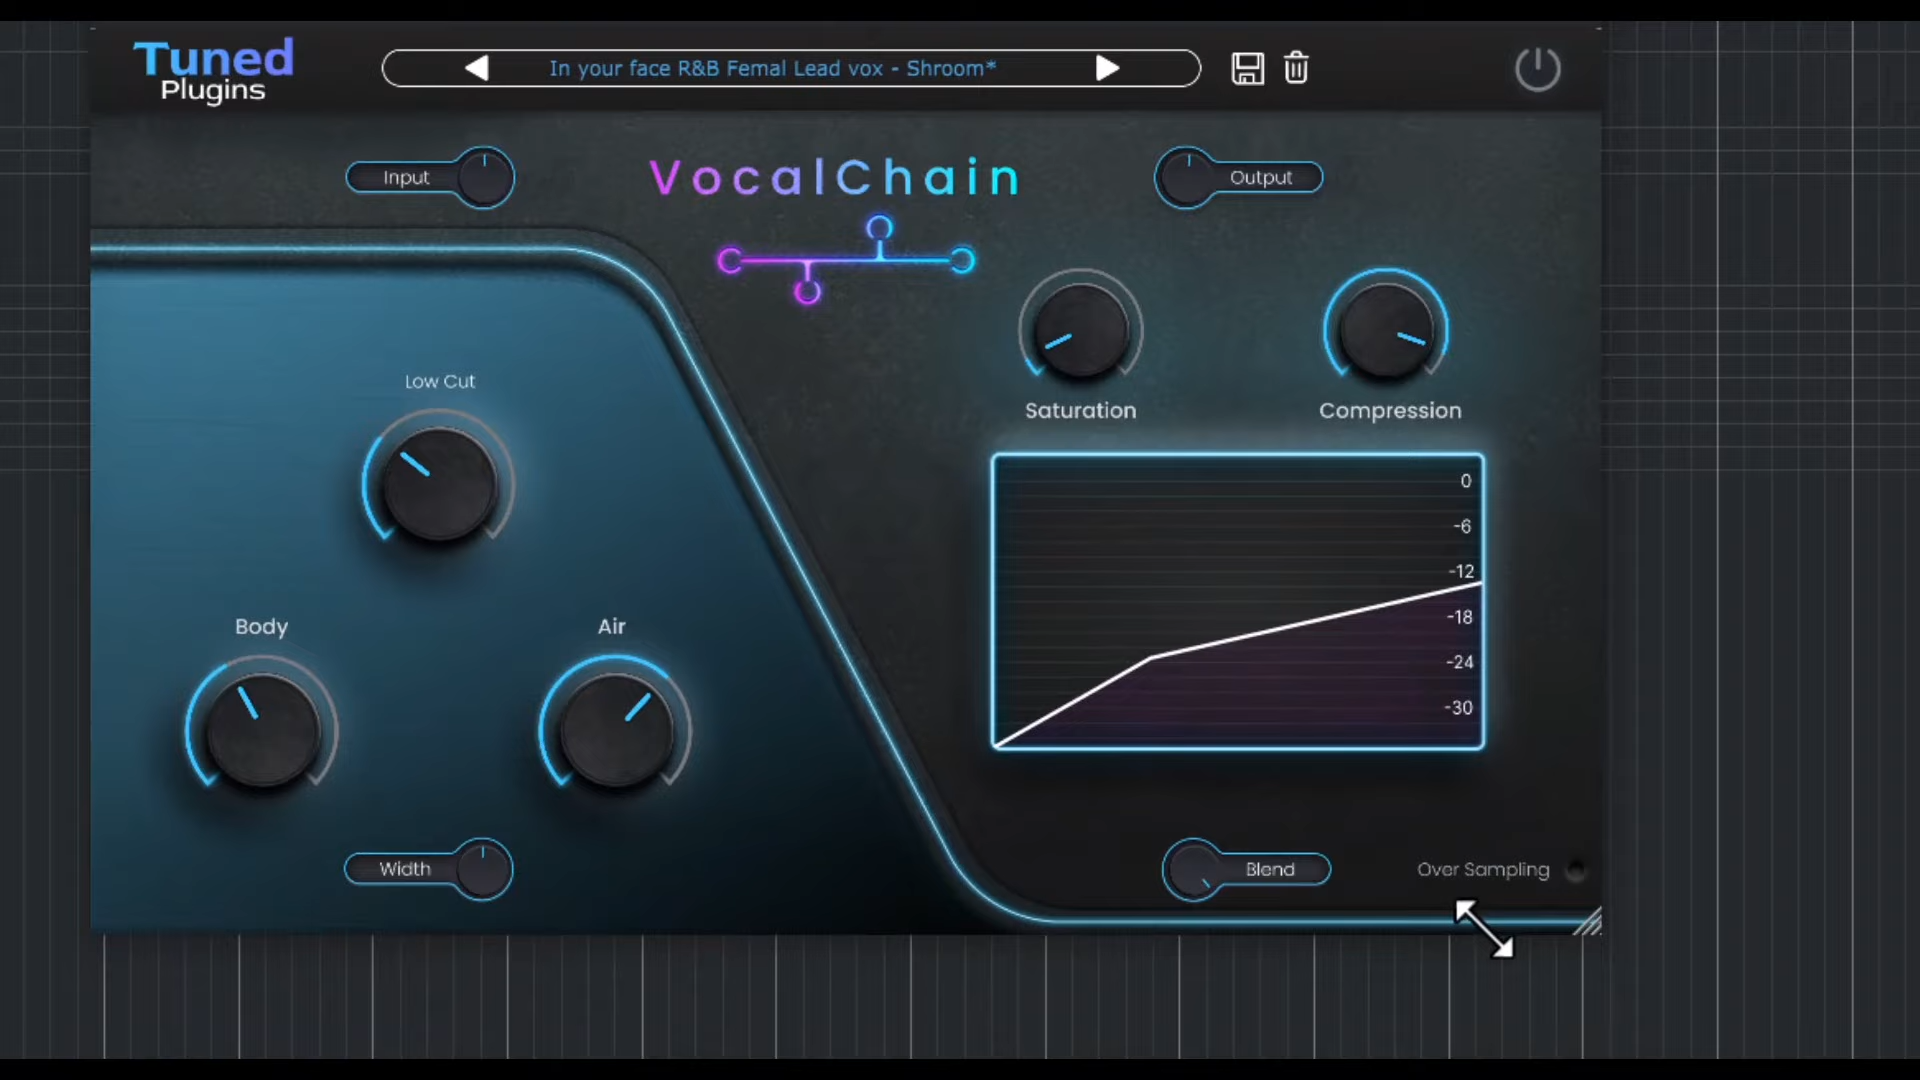 Tuned
Plugins
In your face R&B Femal Lead vox - Shroom*
Input
VocalChain
Output
Saturation
Compression
Low Cut
Body
Air
0
-6
-12
-18
-24
-30
Width
Blend
Over Sampling